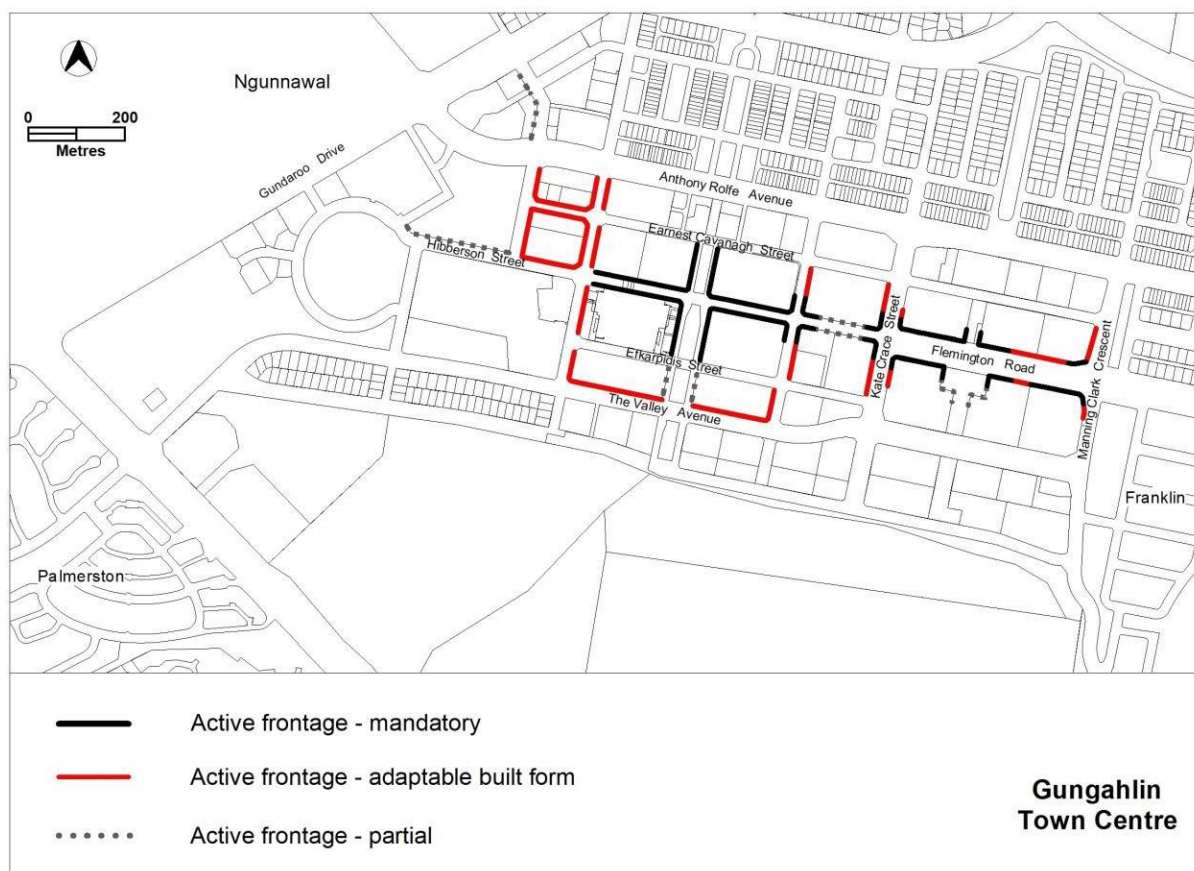 Ngunnawal
0 200
Metres
Gundaroo Drive
Anthony Rolfe Avenue
Earnest Cavanagh Street
Hibberson Street
Kate Crace Street
Flemington Road
Manning Clark Crescent
Efkarpidis Street
The Valley Avenue
Franklin
Palmerston
Active frontage - mandatory
Active frontage - adaptable built form
Active frontage - partial
Gungahlin
Town Centre